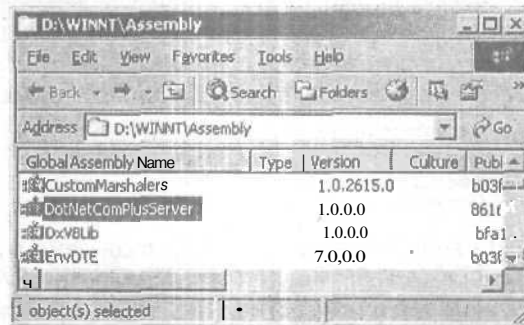 D:\WINNT\Assembly
File Edit View Favorites Tools Help
Back Search Folders
Address D:\WINNT\Assembly Go
Global Assembly Name Type Version Culture Publ
CustomMarshalers 1.0.2615.0 b03f
DotNetComPlusServer 1.0.0.0 861f
DxVBLib 1.0.0.0 bfa1
EnvDTE 7.0,0.0 b03f
1 object(s) selected